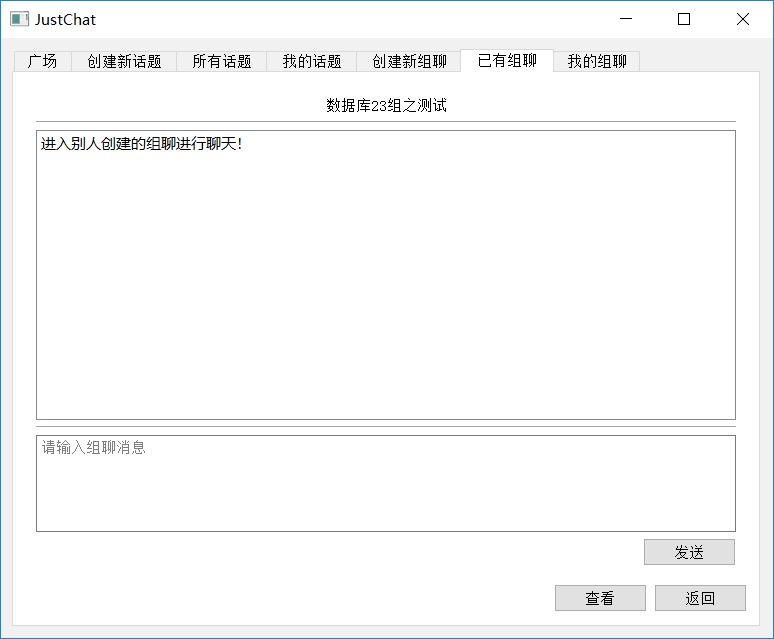 JustChat
广场 创建新话题 所有话题 我的话题 创建新组聊 已有组聊 我的组聊
数据库23组之测试
进入别人创建的组聊进行聊天!
请输入组聊消息
发送
查看 返回